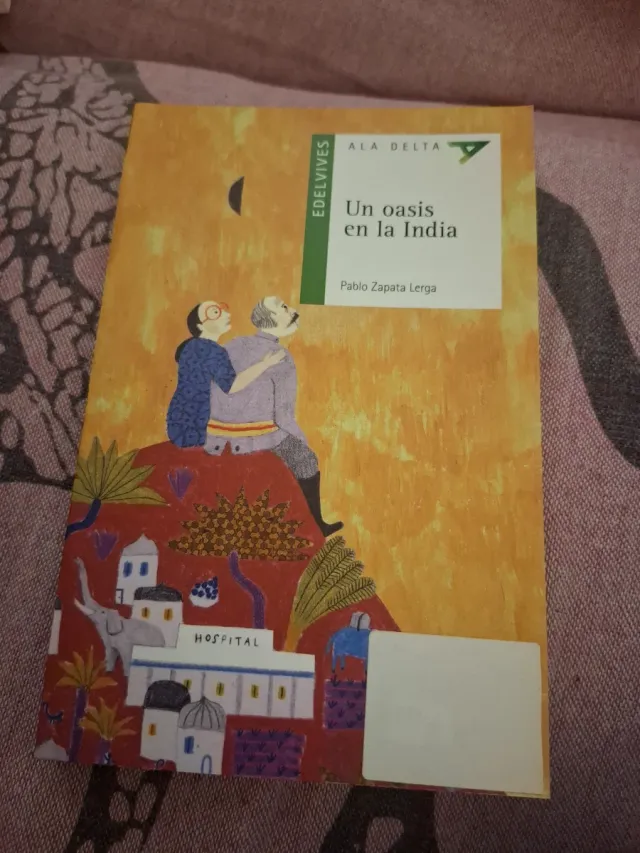 EDELVIVES
ALA DELTA
Un oasis
en la India
Pablo Zapata Lerga
HOSPITAL